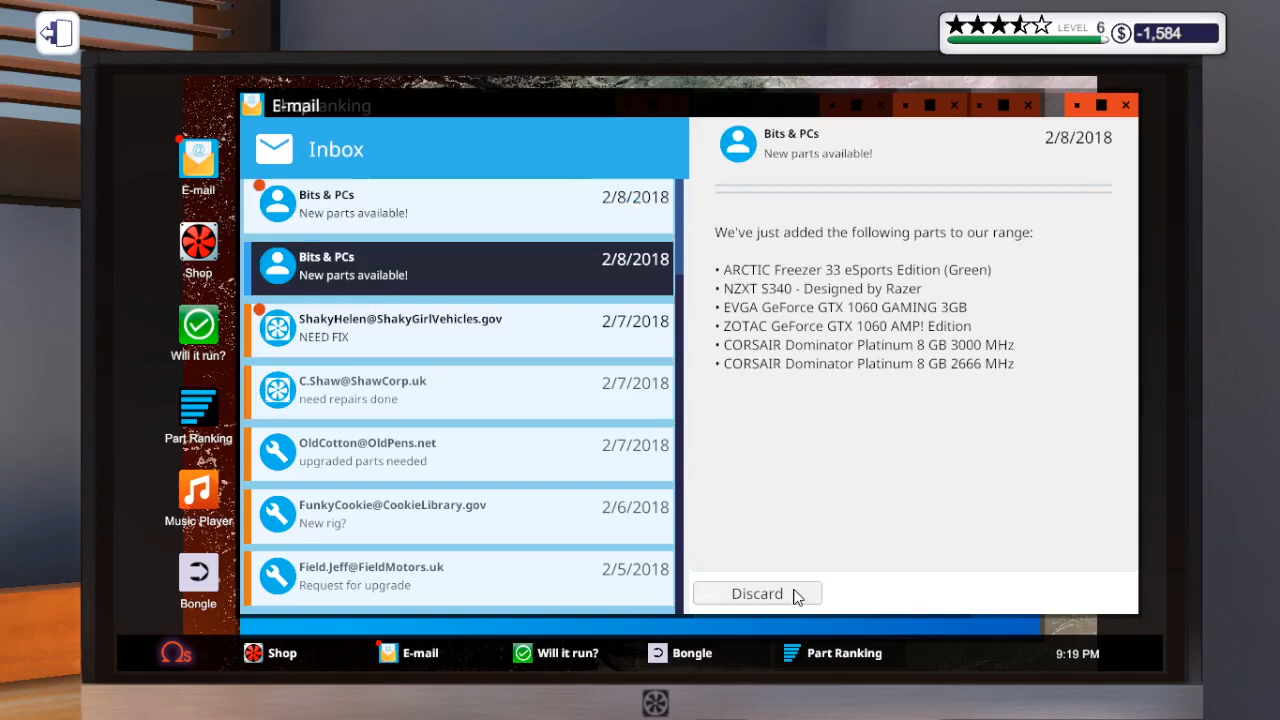 LEVEL 6
$ -1,584
E-mail
Inbox
Bits & PCs
New parts available!
2/8/2018
Bits & PCs
New parts available!
2/8/2018
ShakyHelen@ShakyGirlVehicles.gov
NEED FIX
2/7/2018
C.Shaw@ShawCorp.uk
need repairs done
2/7/2018
OldCotton@OldPens.net
upgraded parts needed
2/7/2018
FunkyCookie@CookieLibrary.gov
New rig?
2/6/2018
Field.Jeff@FieldMotors.uk
Request for upgrade
2/5/2018
Bits & PCs
New parts available!
2/8/2018
We've just added the following parts to our range:
• ARCTIC Freezer 33 eSports Edition (Green)
• NZXT S340 - Designed by Razer
• EVGA GeForce GTX 1060 GAMING 3GB
• ZOTAC GeForce GTX 1060 AMP! Edition
• CORSAIR Dominator Platinum 8 GB 3000 MHz
• CORSAIR Dominator Platinum 8 GB 2666 MHz
Discard
E-mail
Shop
Will it run?
Part Ranking
Music Player
Bongle
Ωs
Shop
E-mail
Will it run?
Bongle
Part Ranking
9:19 PM